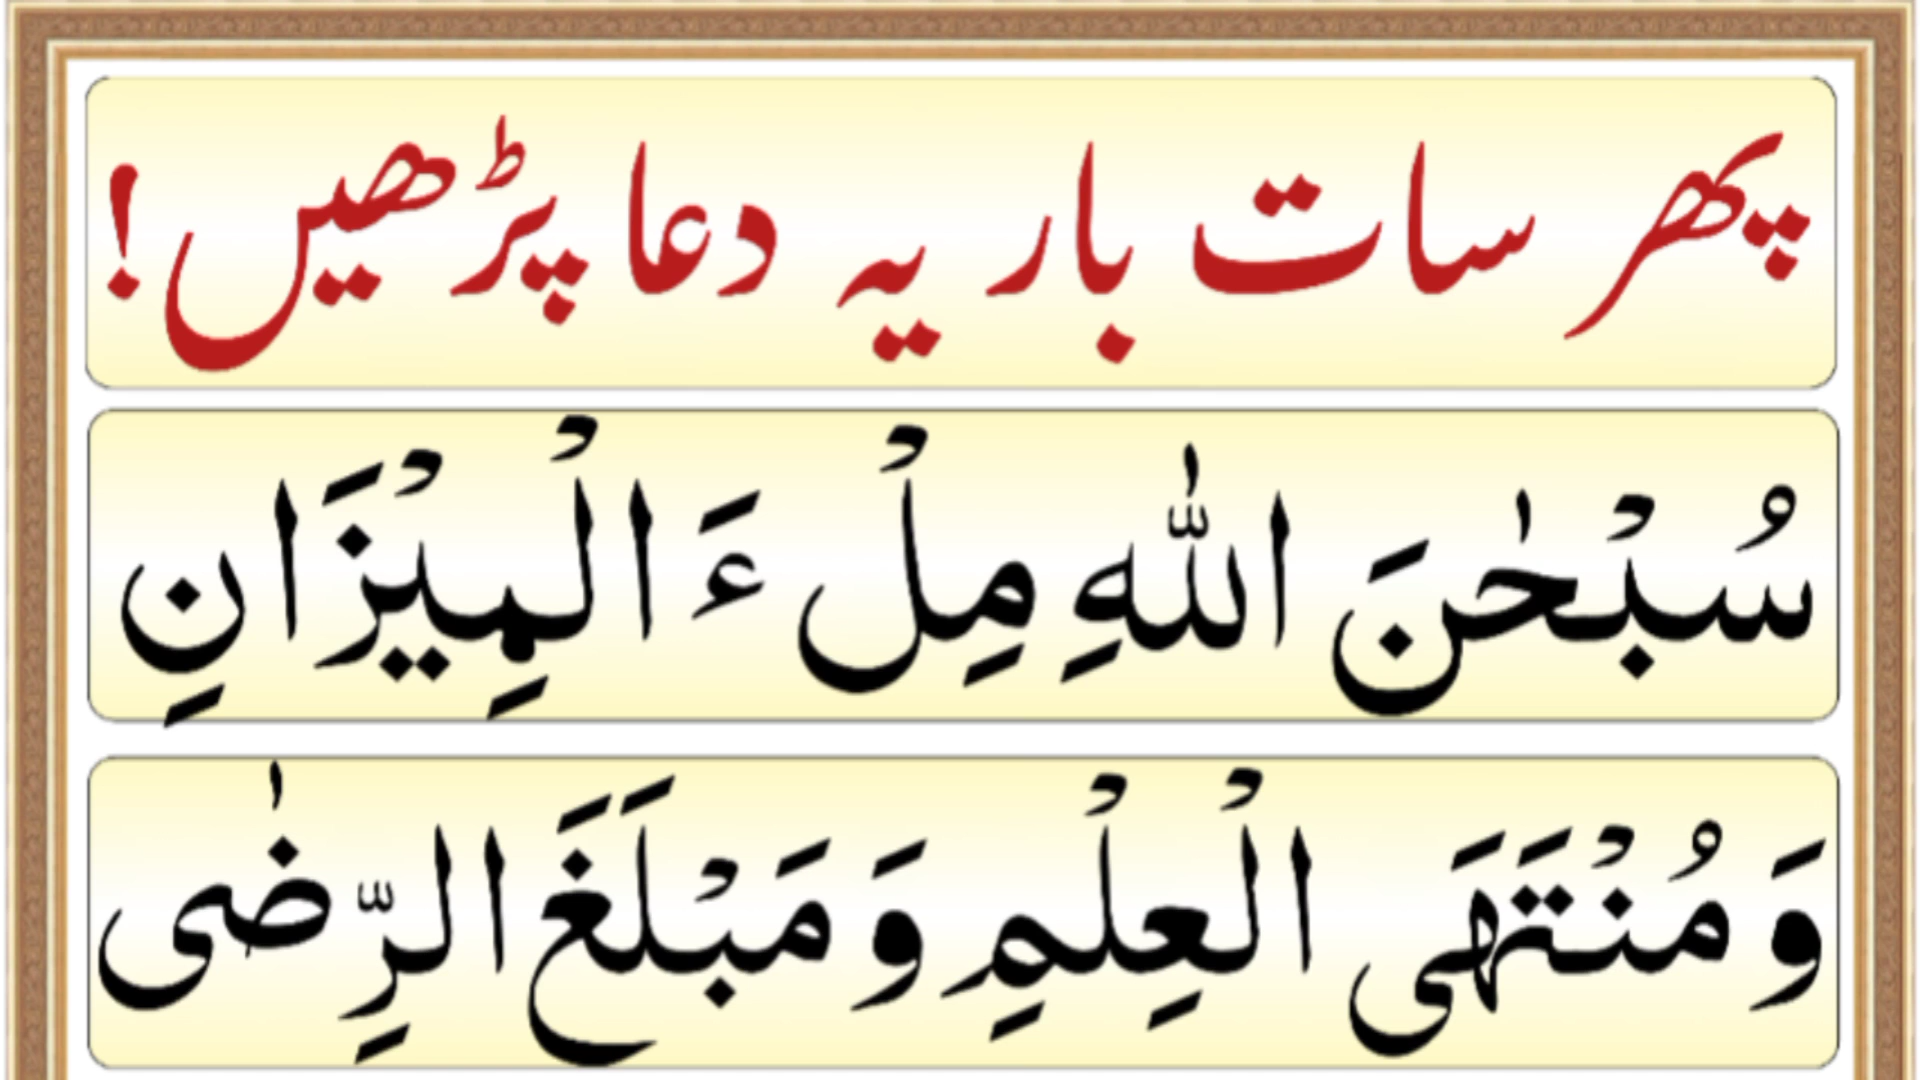 پھر سات بار یہ دعا پڑھیں!
سُبْحٰنَ اللّٰهِ مِلْ ءَ الْمِيْزَانِ
وَمُنْتَهَى الْعِلْمِ وَمَبْلَغَ الرِّضٰى